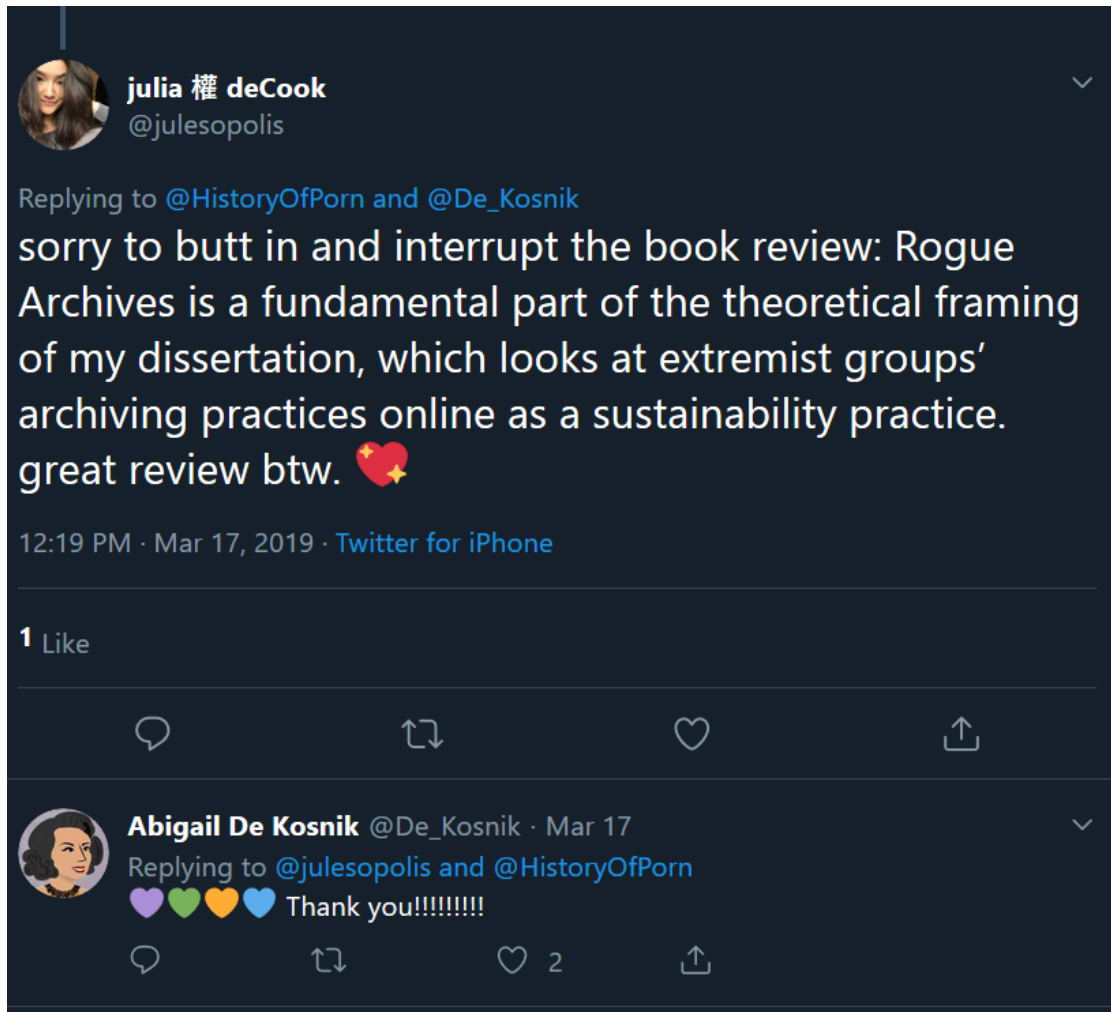 julia 權 deCook
@julesopolis
Replying to @HistoryOfPorn and @De_Kosnik
sorry to butt in and interrupt the book review: Rogue
Archives is a fundamental part of the theoretical framing
of my dissertation, which looks at extremist groups’
archiving practices online as a sustainability practice.
great review btw. 💖
12:19 PM · Mar 17, 2019 · Twitter for iPhone
1 Like
Abigail De Kosnik @De_Kosnik · Mar 17
Replying to @julesopolis and @HistoryOfPorn
💜💚🧡💙 Thank you!!!!!!!!!
2